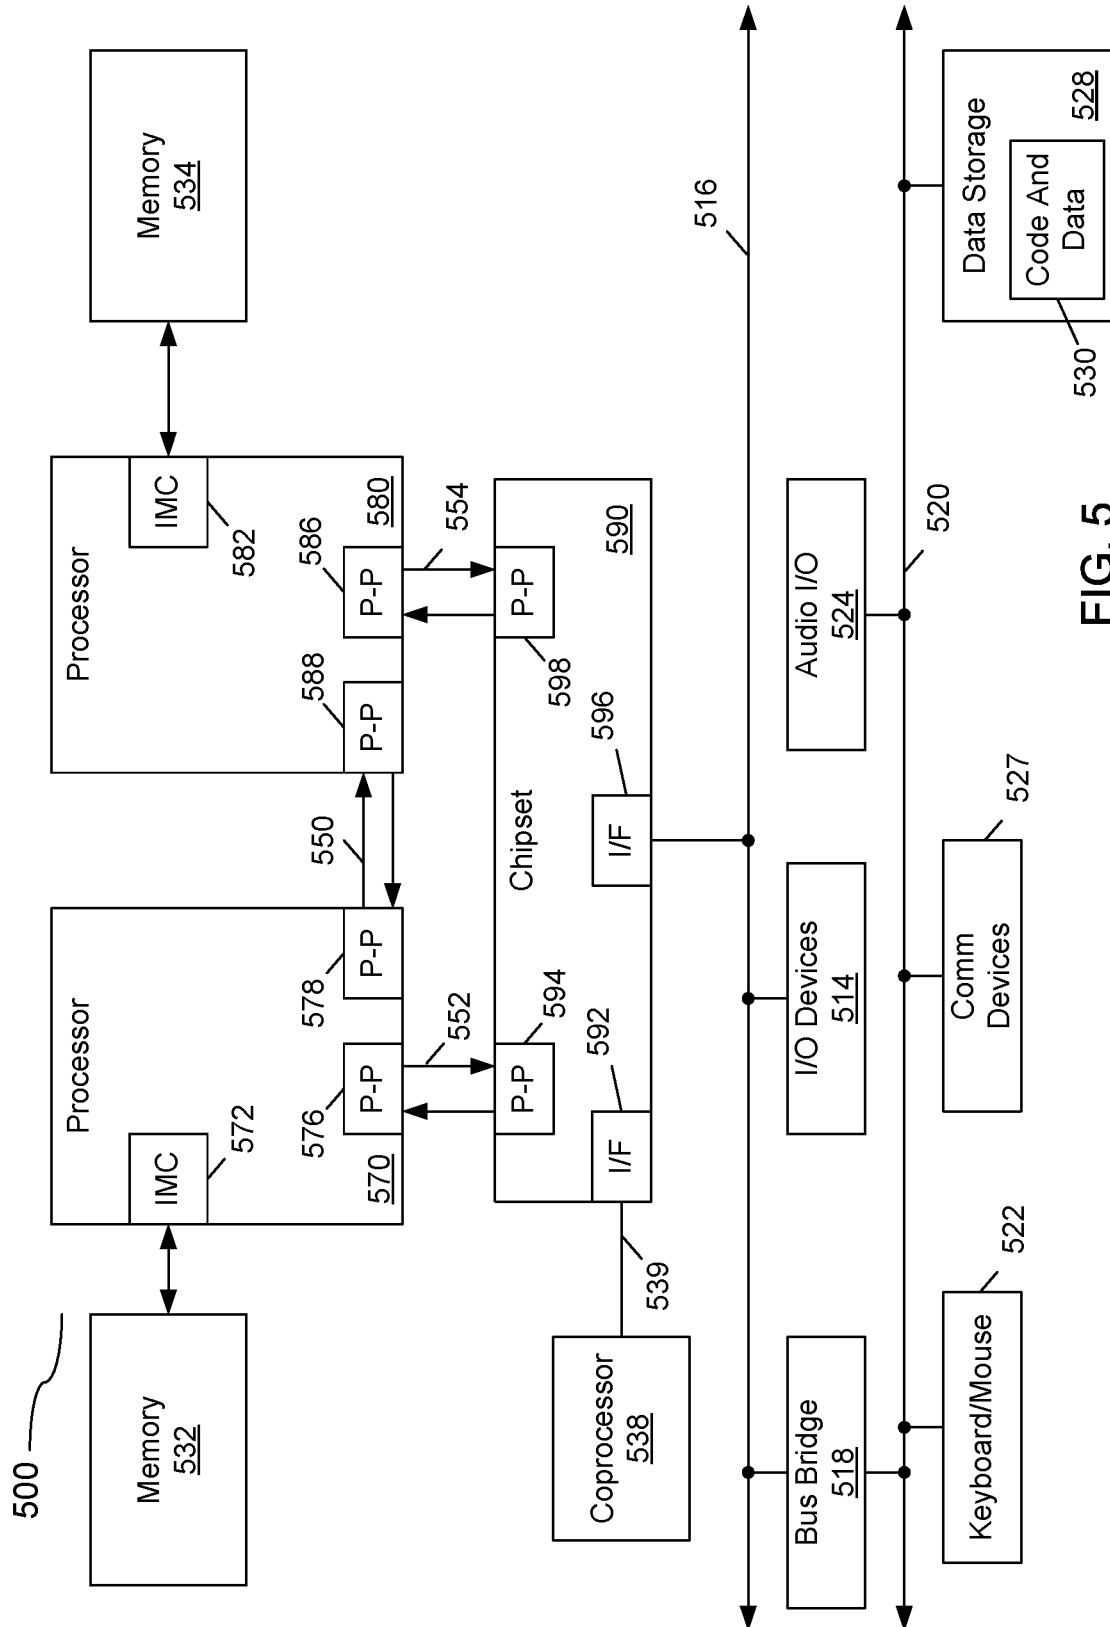 500
Memory
532
Processor
IMC
572
576
P-P
578
P-P
570
550
Processor
IMC
582
588
P-P
586
P-P
580
Memory
534
552
554
P-P
594
Chipset
P-P
598
590
I/F
592
I/F
596
Coprocessor
538
539
516
Bus Bridge
518
I/O Devices
514
Audio I/O
524
520
Keyboard/Mouse
522
Comm
Devices
527
Data Storage
528
Code And
Data
530
FIG. 5